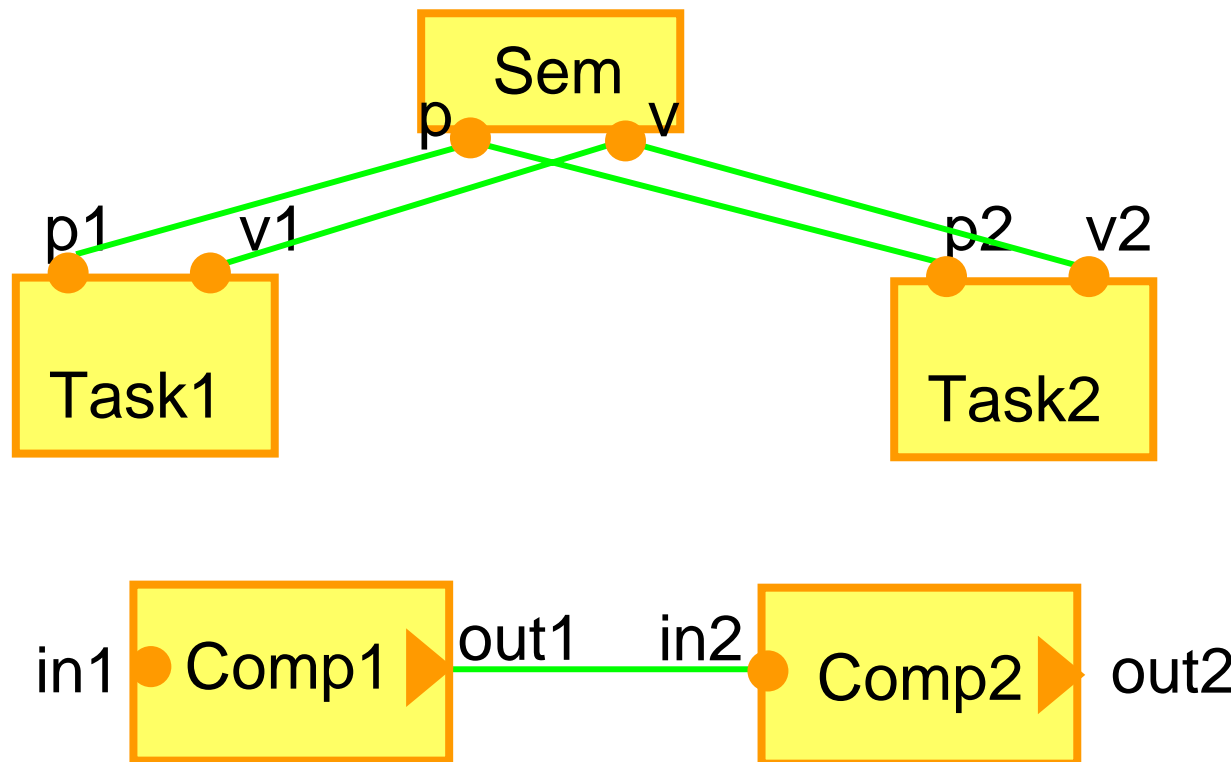 Sem
p v
p1 v1 p2 v2
Task1 Task2
in1 Comp1 out1 in2 Comp2 out2